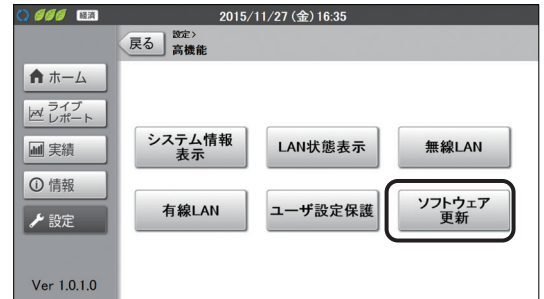 経済
2015/11/27 (金) 16:35
戻る
設定>
高機能
ホーム
ライブ
レポート
実績
情報
設定
システム情報
表示
LAN状態表示
無線LAN
有線LAN
ユーザ設定保護
ソフトウェア
更新
Ver 1.0.1.0